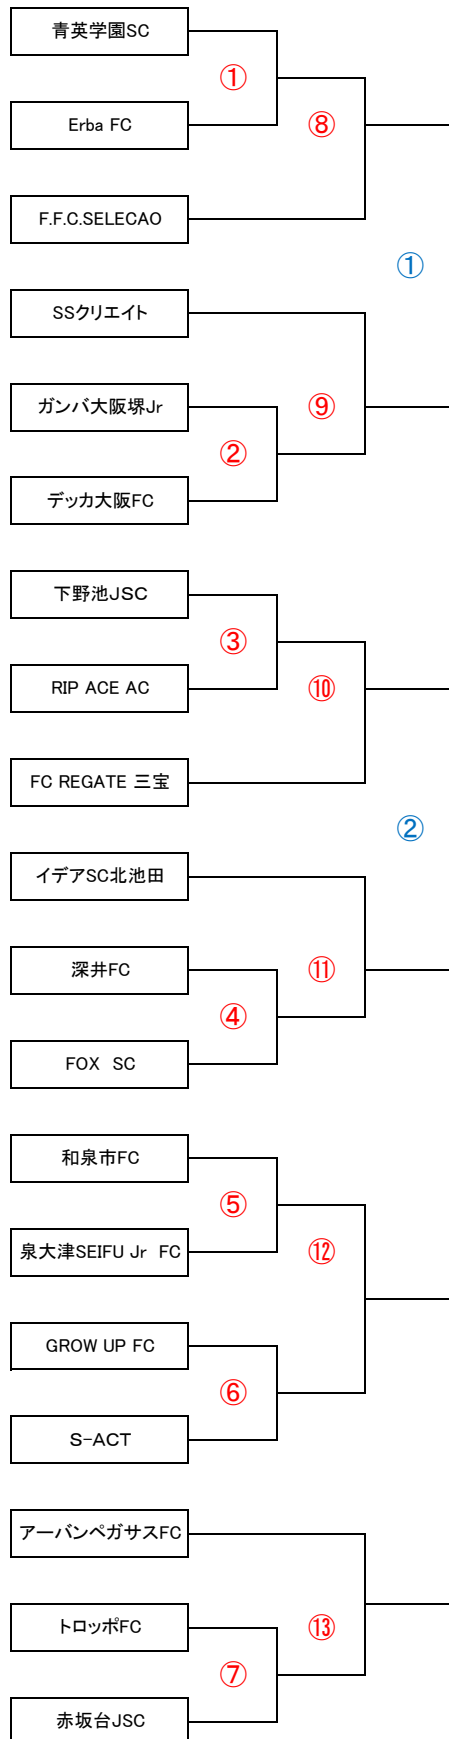 青英学園SC
①
Erba FC
⑧
F.F.C.SELECAO
①
SSクリエイト
ガンバ大阪堺Jr
⑨
②
デッカ大阪FC
下野池JSC
③
RIP ACE AC
⑩
FC REGATE 三宝
②
イデアSC北池田
深井FC
⑪
④
FOX　SC
和泉市FC
⑤
泉大津SEIFU Jr　FC
⑫
GROW UP FC
⑥
S-ACT
アーバンペガサスFC
トロッポFC
⑬
⑦
赤坂台JSC